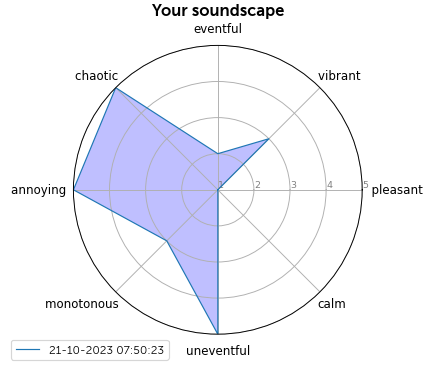 Your soundscape
eventful
chaotic
vibrant
annoying
1 2 3 4 5
pleasant
monotonous
calm
21-10-2023 07:50:23
uneventful